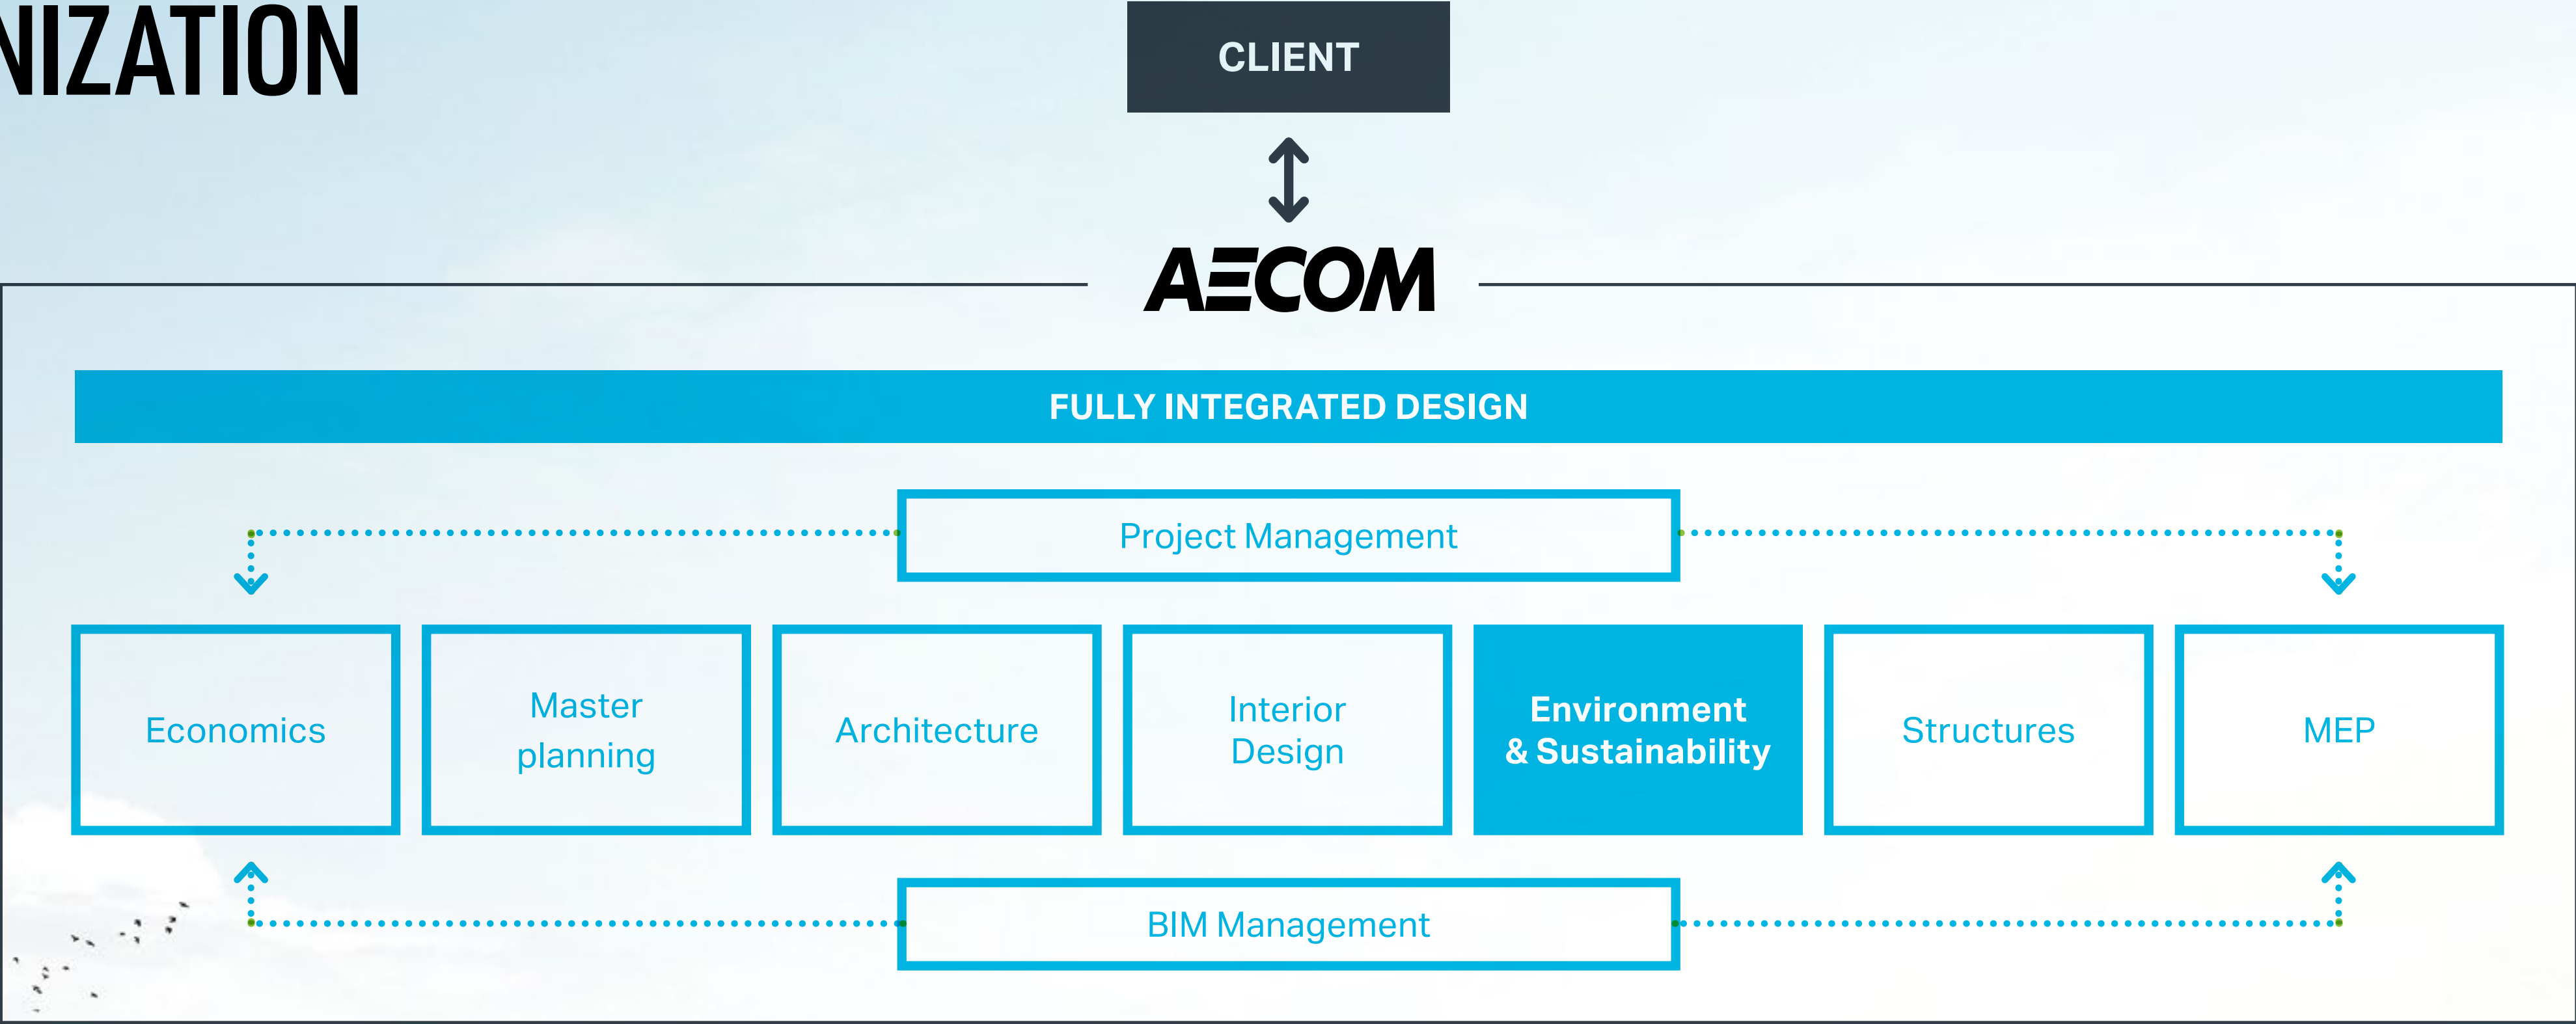 NIZATION
CLIENT
AECOM
FULLY INTEGRATED DESIGN
Project Management
Economics
Master
planning
Architecture
Interior
Design
Environment
& Sustainability
Structures
MEP
BIM Management